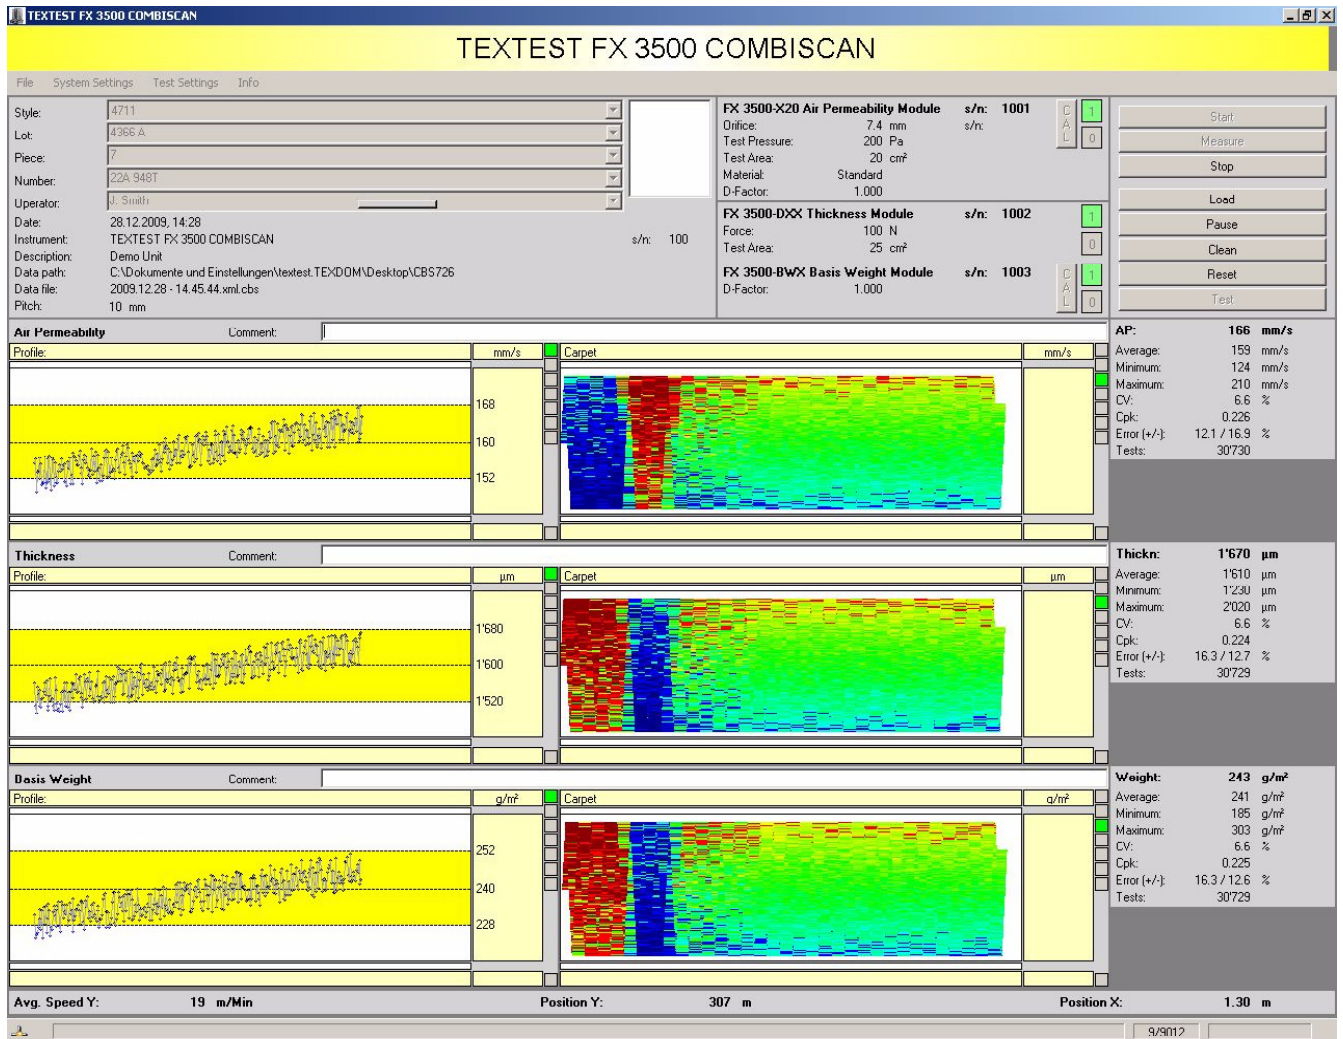 TEXTEST FX 3500 COMBISCAN
TEXTEST FX 3500 COMBISCAN
File System Settings Test Settings Info
Style: 4711
Lot: 4366 A
Piece: 7
Number: 22A 948T
Operator: J. Smith
Date: 28.12.2009, 14:28
Instrument: TEXTEST FX 3500 COMBISCAN s/n: 100
Description: Demo Unit
Data path: C:\Dokumente und Einstellungen\textest.TEXDOM\Desktop\CBS726
Data file: 2009.12.28 - 14.45.44.xml.cbs
Pitch: 10 mm
FX 3500-X20 Air Permeability Module s/n: 1001
Orifice: 7.4 mm s/n:
Test Pressure: 200 Pa
Test Area: 20 cm²
Material: Standard
D-Factor: 1.000
CAL
1
0
FX 3500-DXX Thickness Module s/n: 1002
Force: 100 N
Test Area: 25 cm²
1
0
FX 3500-BWX Basis Weight Module s/n: 1003
D-Factor: 1.000
CAL
1
0
Start
Measure
Stop
Load
Pause
Clean
Reset
Test
Air Permeability Comment:
Profile: mm/s Carpet mm/s
168
160
152
AP: 166 mm/s
Average: 159 mm/s
Minimum: 124 mm/s
Maximum: 210 mm/s
CV: 6.6 %
Cpk: 0.226
Error (+/-): 12.1 / 16.9 %
Tests: 30'730
Thickness Comment:
Profile: µm Carpet µm
1'680
1'600
1'520
Thickn: 1'670 µm
Average: 1'610 µm
Minimum: 1'230 µm
Maximum: 2'020 µm
CV: 6.6 %
Cpk: 0.224
Error (+/-): 16.3 / 12.7 %
Tests: 30'729
Basis Weight Comment:
Profile: g/m² Carpet g/m²
252
240
228
Weight: 243 g/m²
Average: 241 g/m²
Minimum: 185 g/m²
Maximum: 303 g/m²
CV: 6.6 %
Cpk: 0.225
Error (+/-): 16.3 / 12.6 %
Tests: 30'729
Avg. Speed Y: 19 m/Min Position Y: 307 m Position X: 1.30 m
9/9012